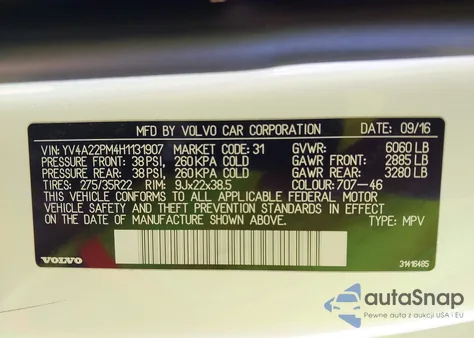 MFD BY VOLVO CAR CORPORATION DATE: 09/16
VIN: YV4A22PM4H1131907 MARKET CODE: 31 GVWR: 6060 LB
PRESSURE FRONT: 38 PSI, 260 KPA COLD GAWR FRONT: 2885 LB
PRESSURE REAR: 38 PSI, 260 KPA COLD GAWR REAR: 3280 LB
TIRES: 275/35R22 RIM: 9Jx22x38.5 COLOUR: 707-46
THIS VEHICLE CONFORMS TO ALL APPLICABLE FEDERAL MOTOR
VEHICLE SAFETY AND THEFT PREVENTION STANDARDS IN EFFECT
ON THE DATE OF MANUFACTURE SHOWN ABOVE. TYPE: MPV
VOLVO 31416485
autoSnap
Pewne auta z aukcji USA i EU